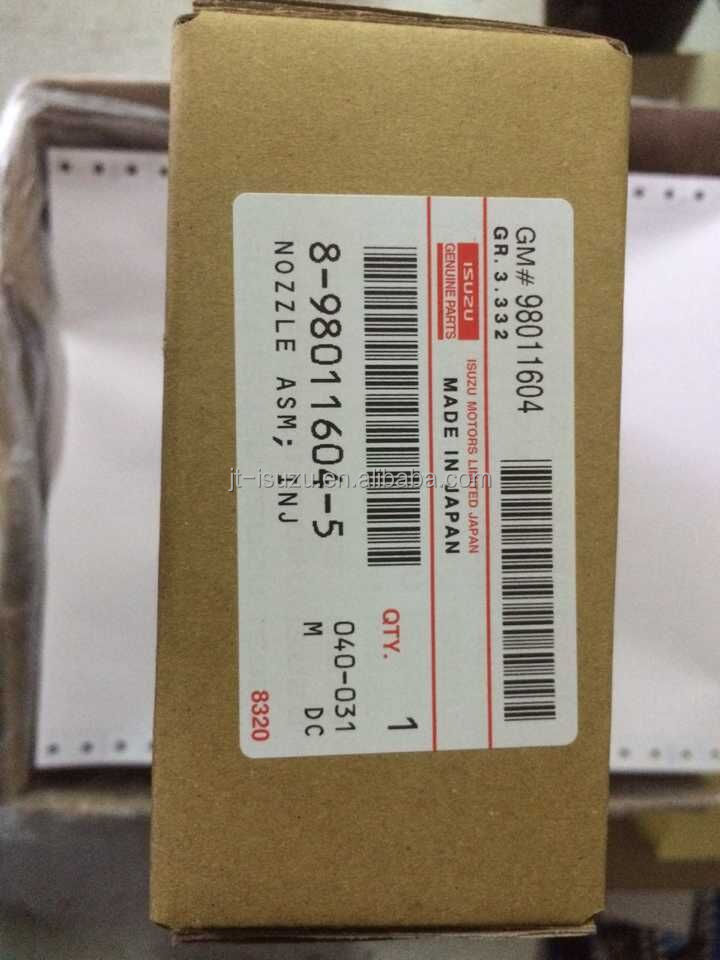 GM# 98011604
GR.3.332
ISUZU
GENUINE PARTS
ISUZU MOTORS LIMITED JAPAN
MADE IN JAPAN
QTY. 1
8-98011604-5
040-031
NOZZLE ASM; INJ
M DC
8320
jt-isuzu.en.alibaba.com